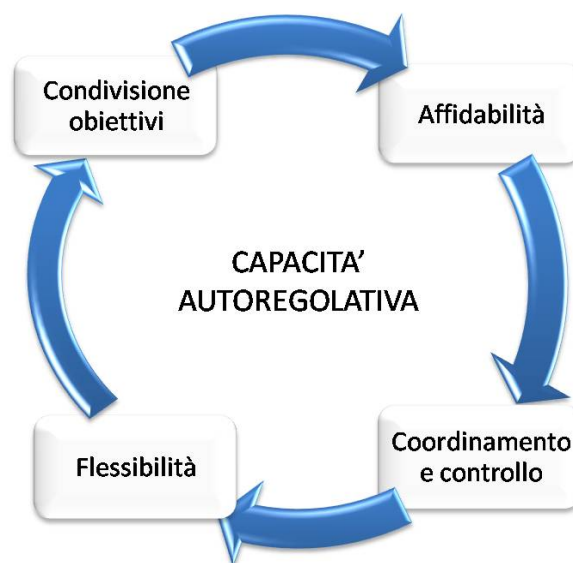 Condivisione
obiettivi
Affidabilità
CAPACITA’
AUTOREGOLATIVA
Flessibilità
Coordinamento
e controllo